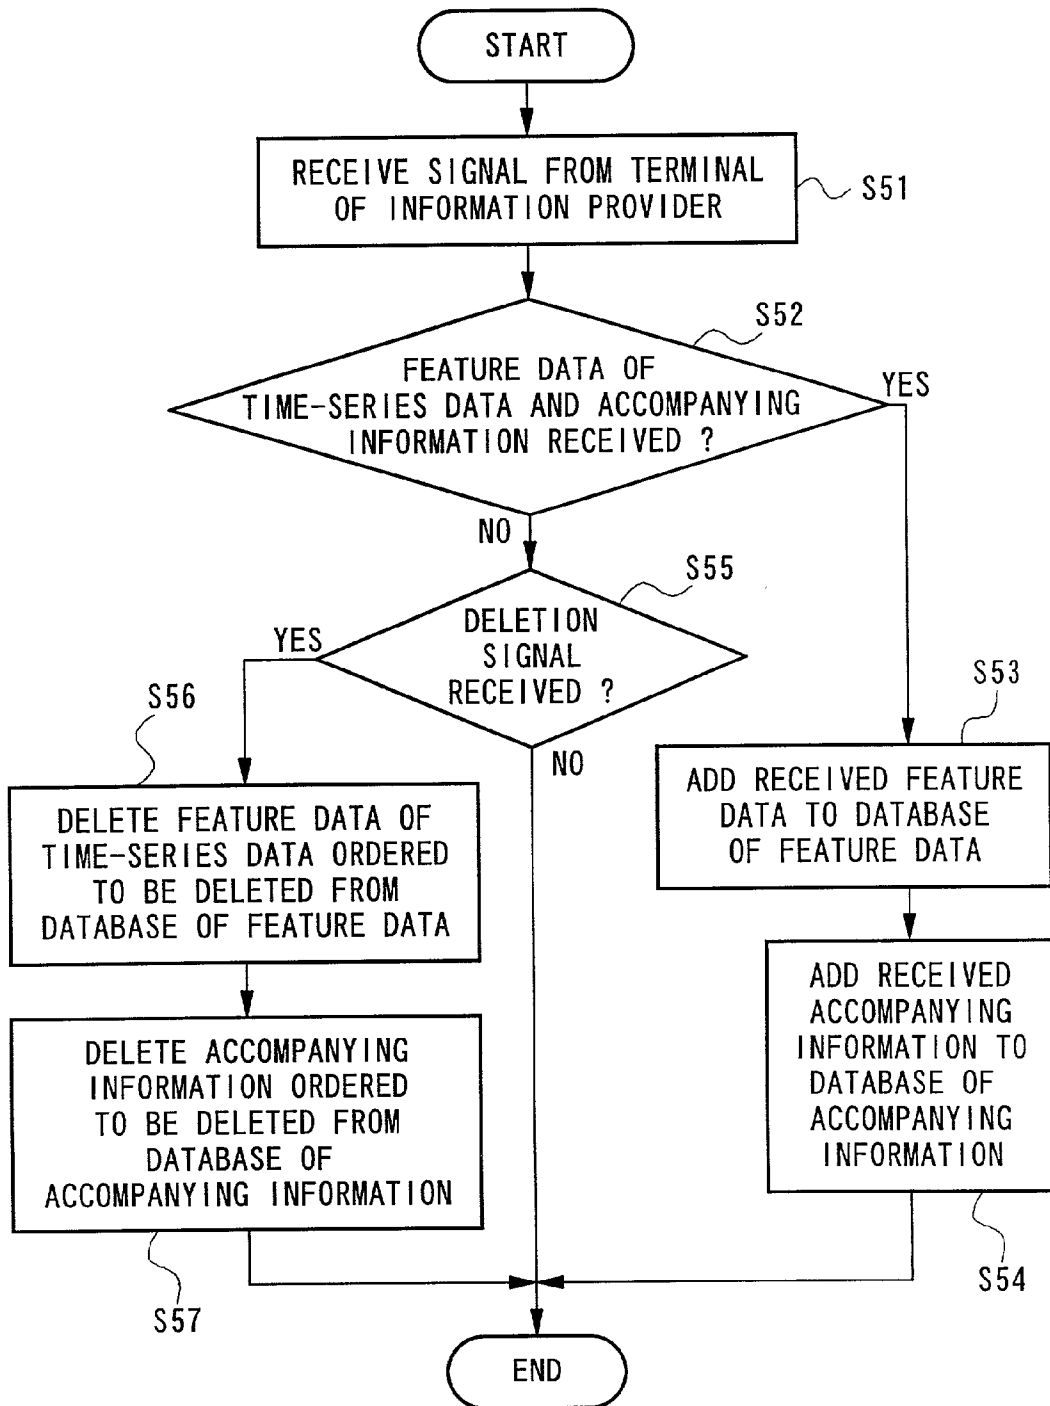 START
RECEIVE SIGNAL FROM TERMINAL
OF INFORMATION PROVIDER
S51
S52
FEATURE DATA OF
TIME-SERIES DATA AND ACCOMPANYING
INFORMATION RECEIVED ?
YES
NO
S55
DELETION
SIGNAL
RECEIVED ?
YES
NO
S56
DELETE FEATURE DATA OF
TIME-SERIES DATA ORDERED
TO BE DELETED FROM
DATABASE OF FEATURE DATA
DELETE ACCOMPANYING
INFORMATION ORDERED
TO BE DELETED FROM
DATABASE OF
ACCOMPANYING INFORMATION
S57
S53
ADD RECEIVED FEATURE
DATA TO DATABASE
OF FEATURE DATA
ADD RECEIVED
ACCOMPANYING
INFORMATION TO
DATABASE OF
ACCOMPANYING
INFORMATION
S54
END